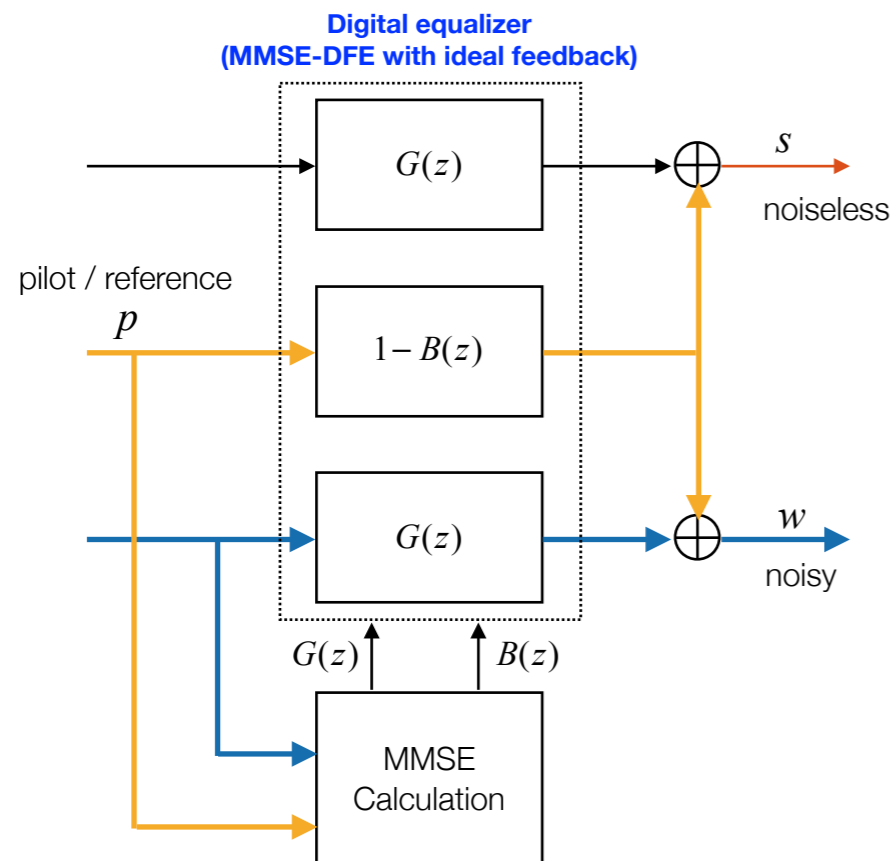 Digital equalizer
(MMSE-DFE with ideal feedback)
G(z)
s
noiseless
pilot / reference
p
1 − B(z)
G(z)
w
noisy
G(z)
B(z)
MMSE
Calculation